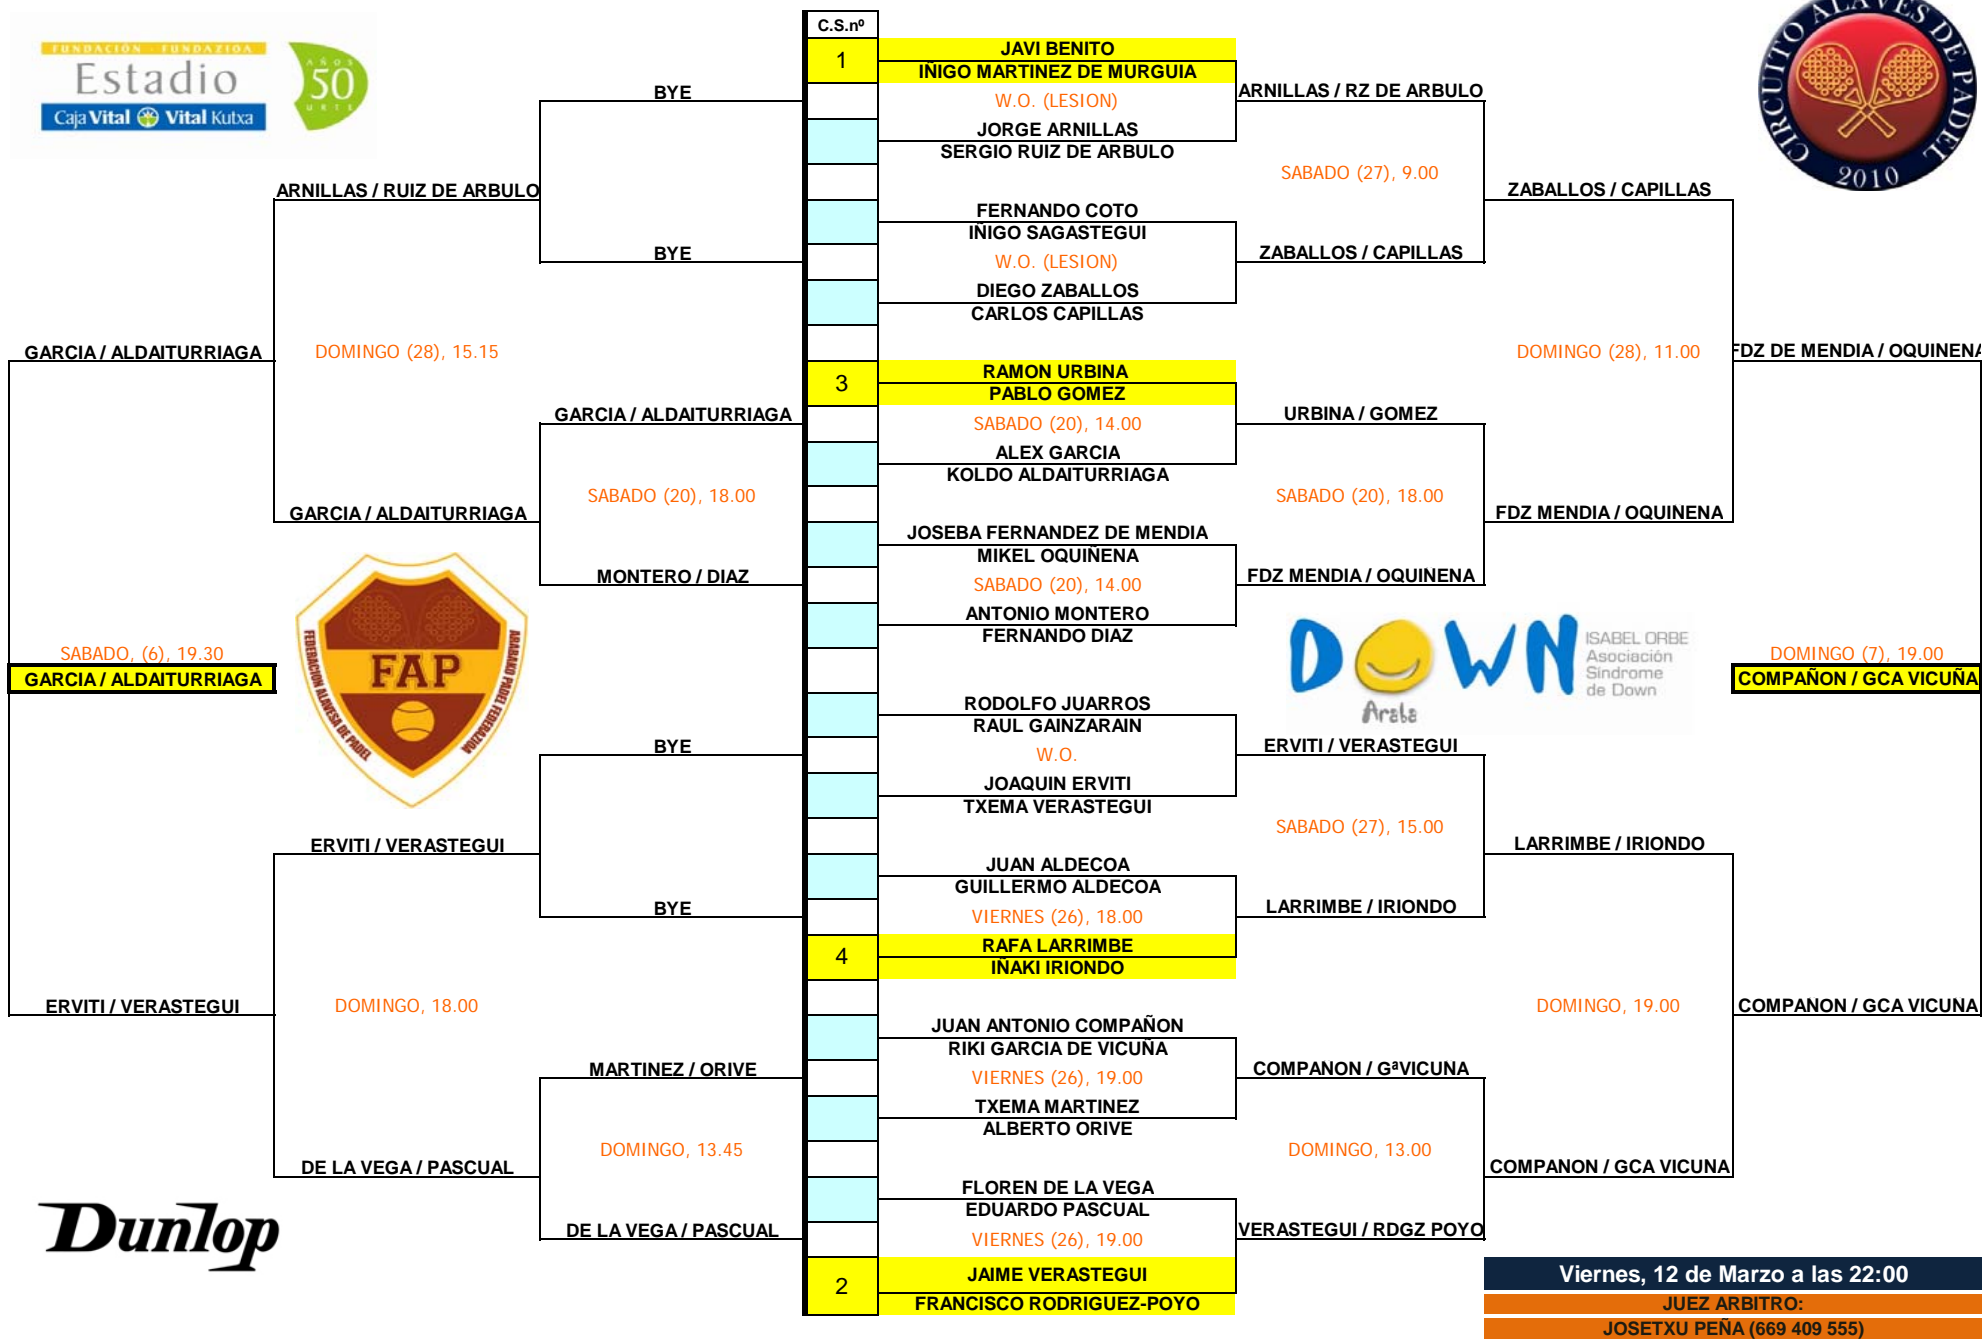 C.S.nº
FUNDACIÓN · FUNDAZIOA
Estadio
Caja Vital Vital Kutxa
AÑOS
50
URTE
CIRCUITO ALAVES DE PADEL
2010
1
JAVI BENITO
IÑIGO MARTINEZ DE MURGUIA
BYE
W.O. (LESION)
ARNILLAS / RZ DE ARBULO
JORGE ARNILLAS
SERGIO RUIZ DE ARBULO
SABADO (27), 9.00
ARNILLAS / RUIZ DE ARBULO
ZABALLOS / CAPILLAS
FERNANDO COTO
IÑIGO SAGASTEGUI
BYE
W.O. (LESION)
ZABALLOS / CAPILLAS
DIEGO ZABALLOS
CARLOS CAPILLAS
GARCIA / ALDAITURRIAGA
DOMINGO (28), 15.15
DOMINGO (28), 11.00
FDZ DE MENDIA / OQUINENA
3
RAMON URBINA
PABLO GOMEZ
GARCIA / ALDAITURRIAGA
SABADO (20), 14.00
URBINA / GOMEZ
ALEX GARCIA
KOLDO ALDAITURRIAGA
SABADO (20), 18.00
SABADO (20), 18.00
GARCIA / ALDAITURRIAGA
FDZ MENDIA / OQUINENA
JOSEBA FERNANDEZ DE MENDIA
MIKEL OQUIÑENA
MONTERO / DIAZ
SABADO (20), 14.00
FDZ MENDIA / OQUINENA
ANTONIO MONTERO
FERNANDO DIAZ
FEDERACION ALAVESA DE PADEL
FAP
ARABAKO PADEL FEDERAZIOA
DOWN
Araba
ISABEL ORBE
Asociación
Síndrome
de Down
SABADO, (6), 19.30
GARCIA / ALDAITURRIAGA
DOMINGO (7), 19.00
COMPAÑON / GCA VICUÑA
RODOLFO JUARROS
RAUL GAINZARAIN
BYE
W.O.
ERVITI / VERASTEGUI
JOAQUIN ERVITI
TXEMA VERASTEGUI
SABADO (27), 15.00
ERVITI / VERASTEGUI
LARRIMBE / IRIONDO
JUAN ALDECOA
GUILLERMO ALDECOA
BYE
VIERNES (26), 18.00
LARRIMBE / IRIONDO
4
RAFA LARRIMBE
IÑAKI IRIONDO
ERVITI / VERASTEGUI
DOMINGO, 18.00
DOMINGO, 19.00
COMPANON / GCA VICUNA
JUAN ANTONIO COMPAÑON
RIKI GARCIA DE VICUÑA
MARTINEZ / ORIVE
VIERNES (26), 19.00
COMPANON / GªVICUNA
TXEMA MARTINEZ
ALBERTO ORIVE
DOMINGO, 13.45
DOMINGO, 13.00
DE LA VEGA / PASCUAL
COMPANON / GCA VICUNA
FLOREN DE LA VEGA
EDUARDO PASCUAL
DE LA VEGA / PASCUAL
VIERNES (26), 19.00
VERASTEGUI / RDGZ POYO
2
JAIME VERASTEGUI
FRANCISCO RODRIGUEZ-POYO
Dunlop
Viernes, 12 de Marzo a las 22:00
JUEZ ARBITRO:
JOSETXU PEÑA (669 409 555)